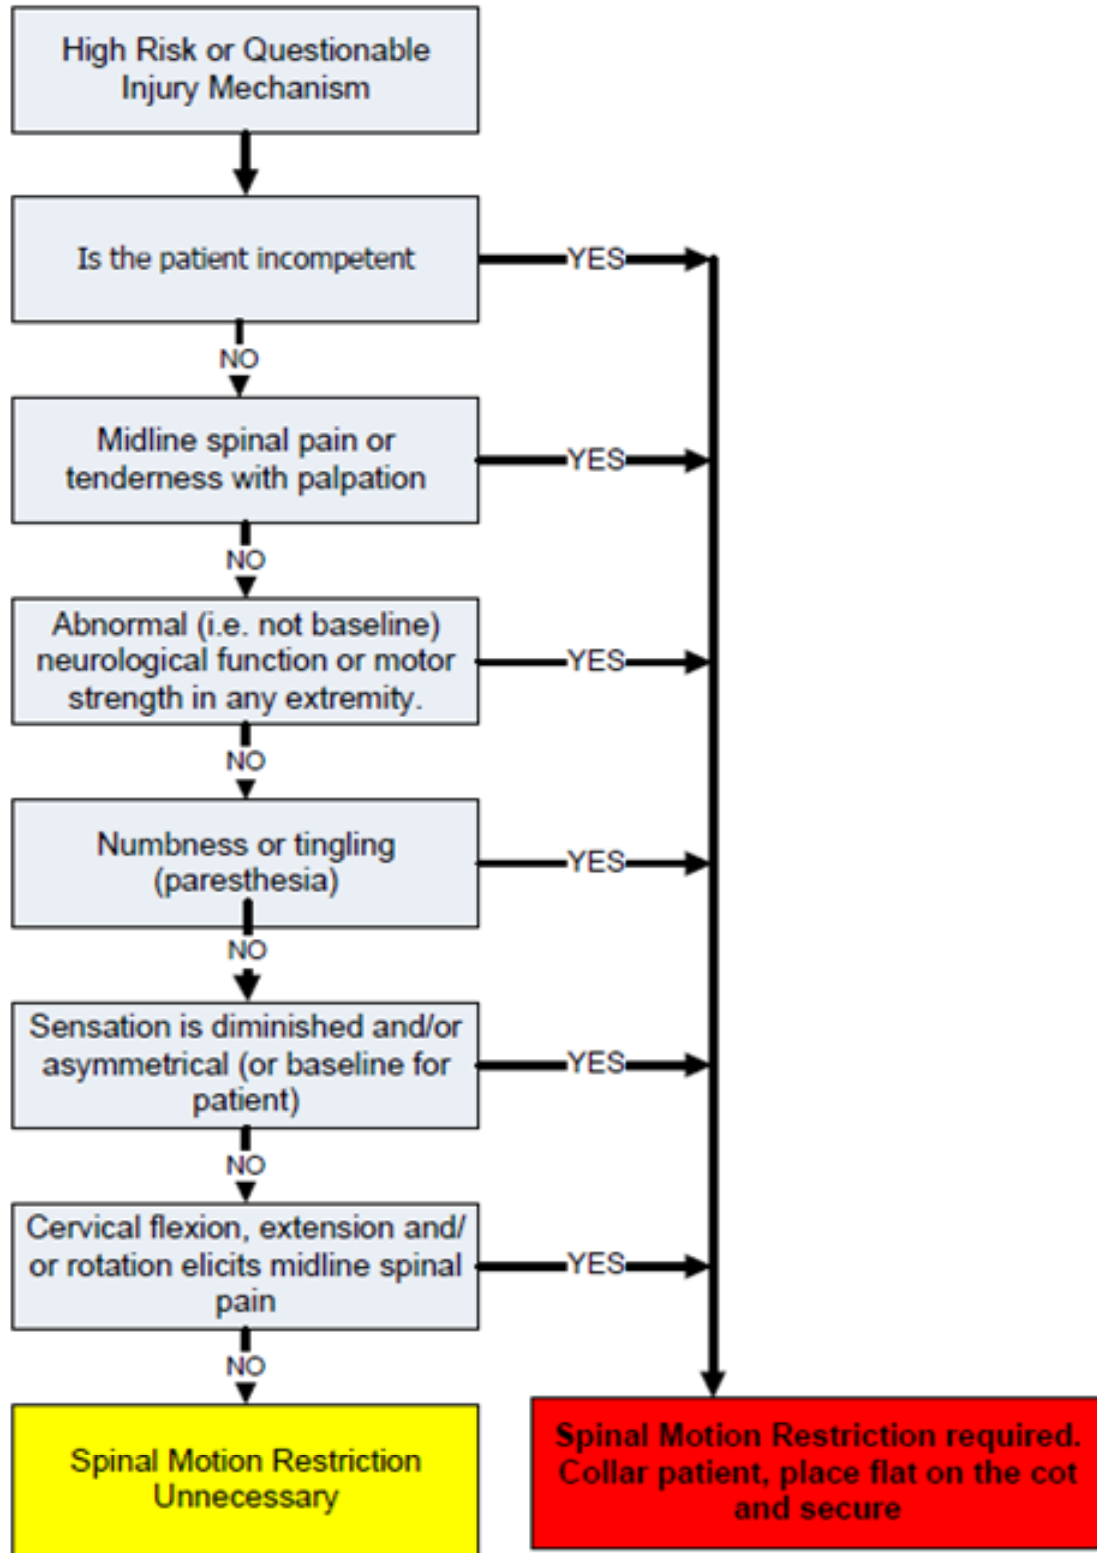 High Risk or Questionable
Injury Mechanism
Is the patient incompetent
YES
NO
Midline spinal pain or
tenderness with palpation
YES
NO
Abnormal (i.e. not baseline)
neurological function or motor
strength in any extremity.
YES
NO
Numbness or tingling
(paresthesia)
YES
NO
Sensation is diminished and/or
asymmetrical (or baseline for
patient)
YES
NO
Cervical flexion, extension and/
or rotation elicits midline spinal
pain
YES
NO
Spinal Motion Restriction
Unnecessary
Spinal Motion Restriction required.
Collar patient, place flat on the cot
and secure